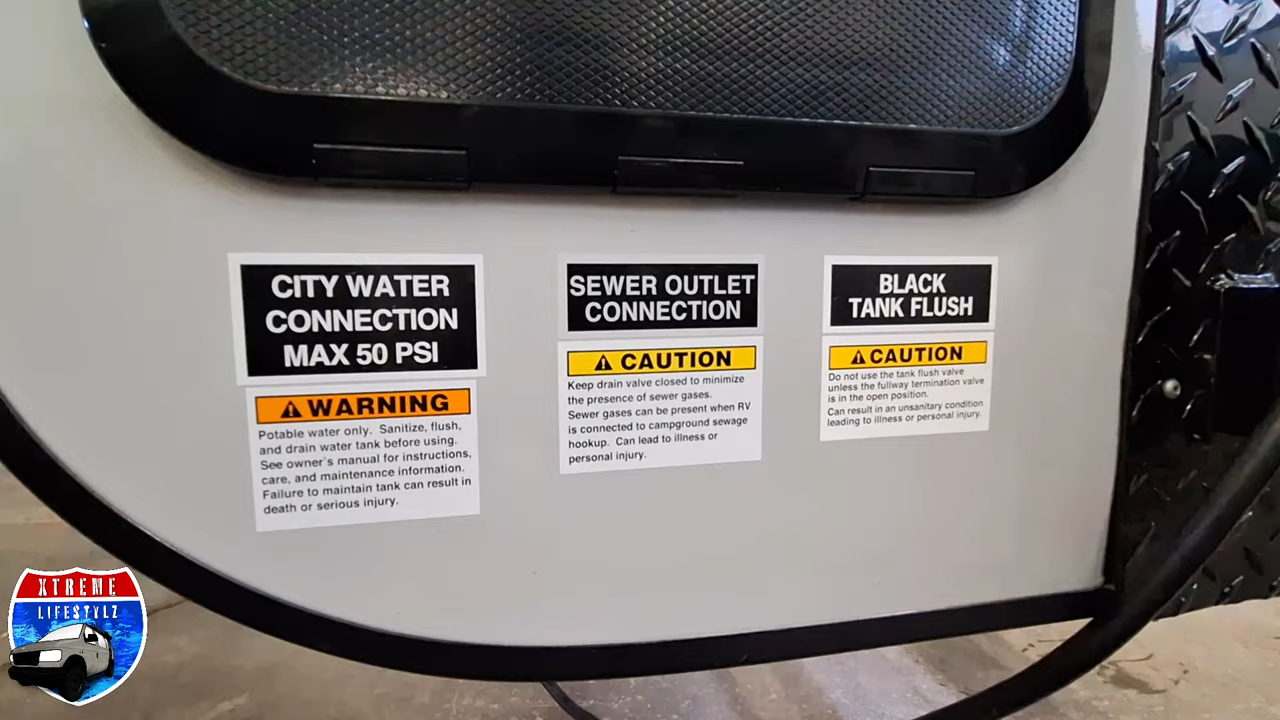 CITY WATER
CONNECTION
MAX 50 PSI
WARNING
Potable water only. Sanitize, flush,
and drain water tank before using.
See owner's manual for instructions,
care, and maintenance information.
Failure to maintain tank can result in
death or serious injury.
SEWER OUTLET
CONNECTION
CAUTION
Keep drain valve closed to minimize
the presence of sewer gases.
Sewer gases can be present when RV
is connected to campground sewage
hookup. Can lead to illness or
personal injury.
BLACK
TANK FLUSH
CAUTION
Do not use the tank flush valve
unless the fullway termination valve
is in the open position.
Can result in an unsanitary condition
leading to illness or personal injury.
XTREME
LIFESTYLZ